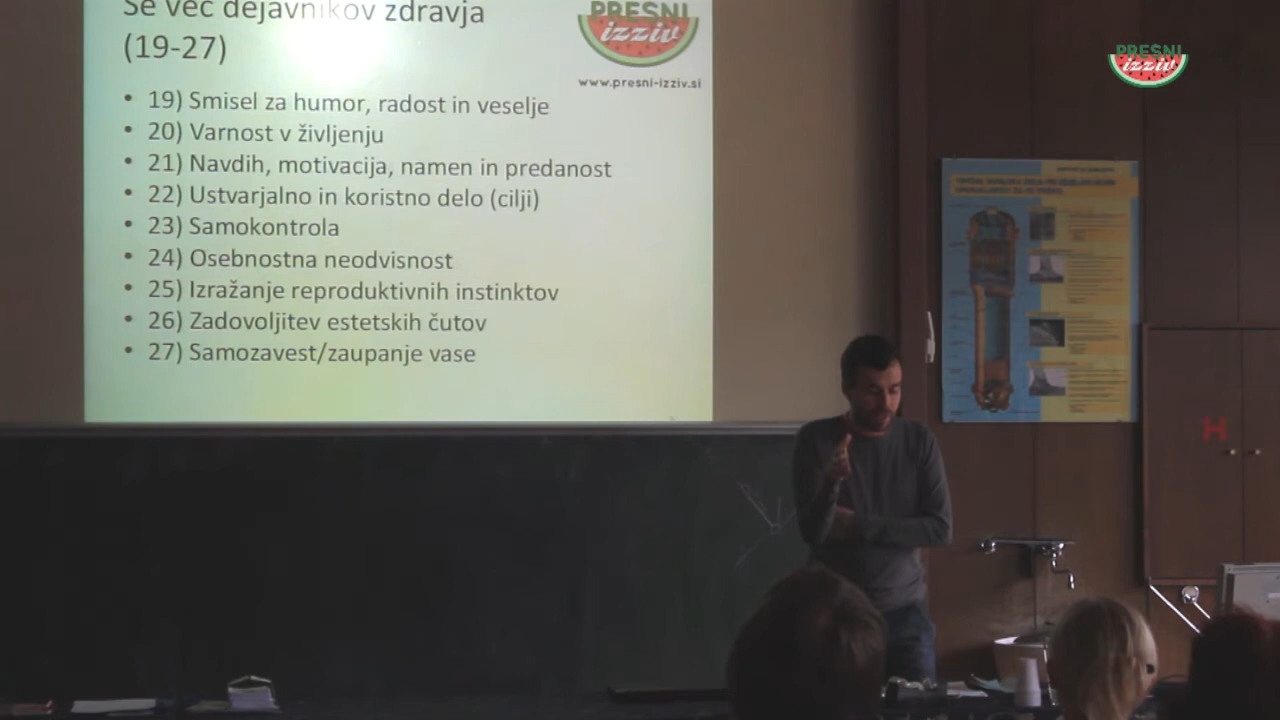 Še več dejavnikov zdravja
(19-27)
PRESNI
izziv
www.presni-izziv.si
• 19) Smisel za humor, radost in veselje
• 20) Varnost v življenju
• 21) Navdih, motivacija, namen in predanost
• 22) Ustvarjalno in koristno delo (cilji)
• 23) Samokontrola
• 24) Osebnostna neodvisnost
• 25) Izražanje reproduktivnih instinktov
• 26) Zadovoljitev estetskih čutov
• 27) Samozavest/zaupanje vase
PRESNI
izziv
H